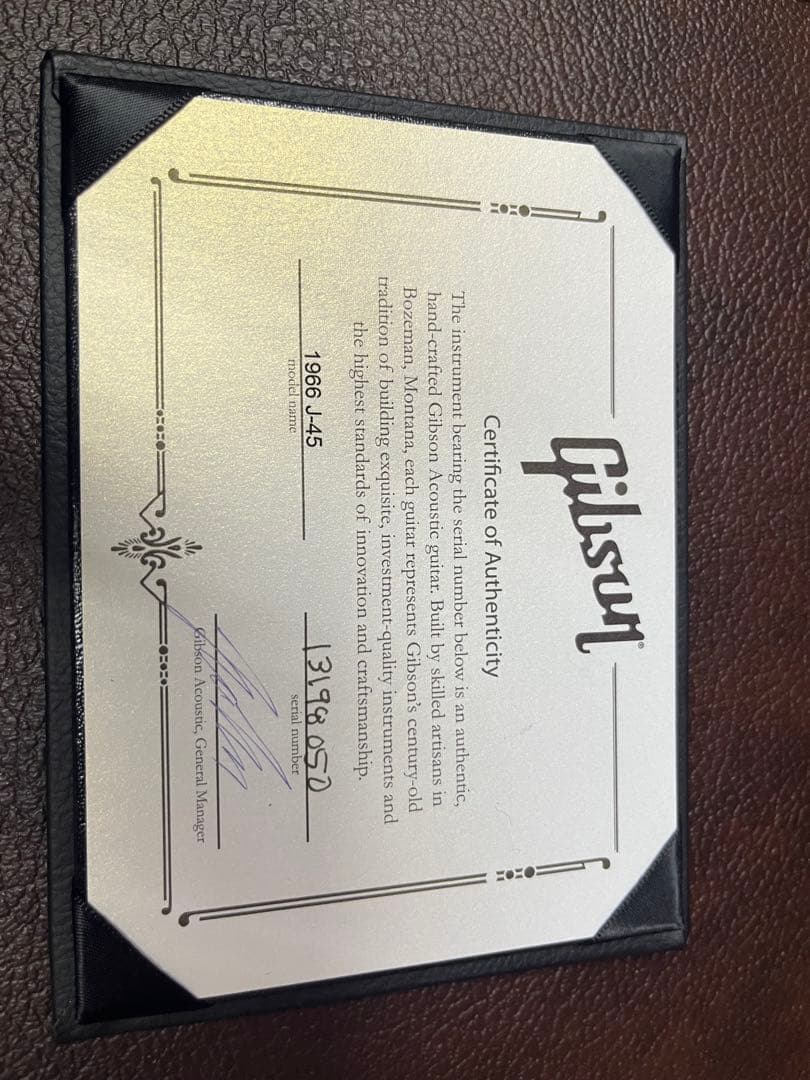 Gibson®
Certificate of Authenticity
The instrument bearing the serial number below is an authentic,
hand-crafted Gibson Acoustic guitar. Built by skilled artisans in
Bozeman, Montana, each guitar represents Gibson's century-old
tradition of building exquisite, investment-quality instruments and
the highest standards of innovation and craftsmanship.
1966 J-45
model name
13198050
serial number
Gibson Acoustic, General Manager